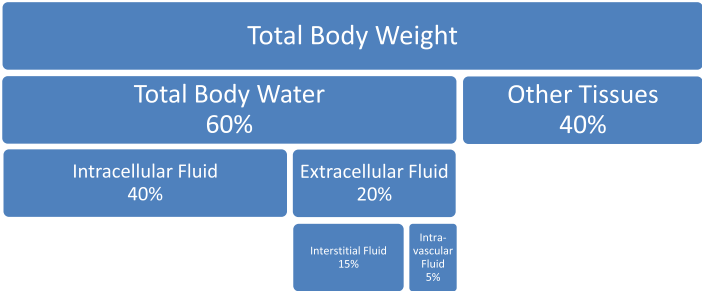 Total Body Weight
Total Body Water
60%
Other Tissues
40%
Intracellular Fluid
40%
Extracellular Fluid
20%
Interstitial Fluid
15%
Intra-
vascular
Fluid
5%